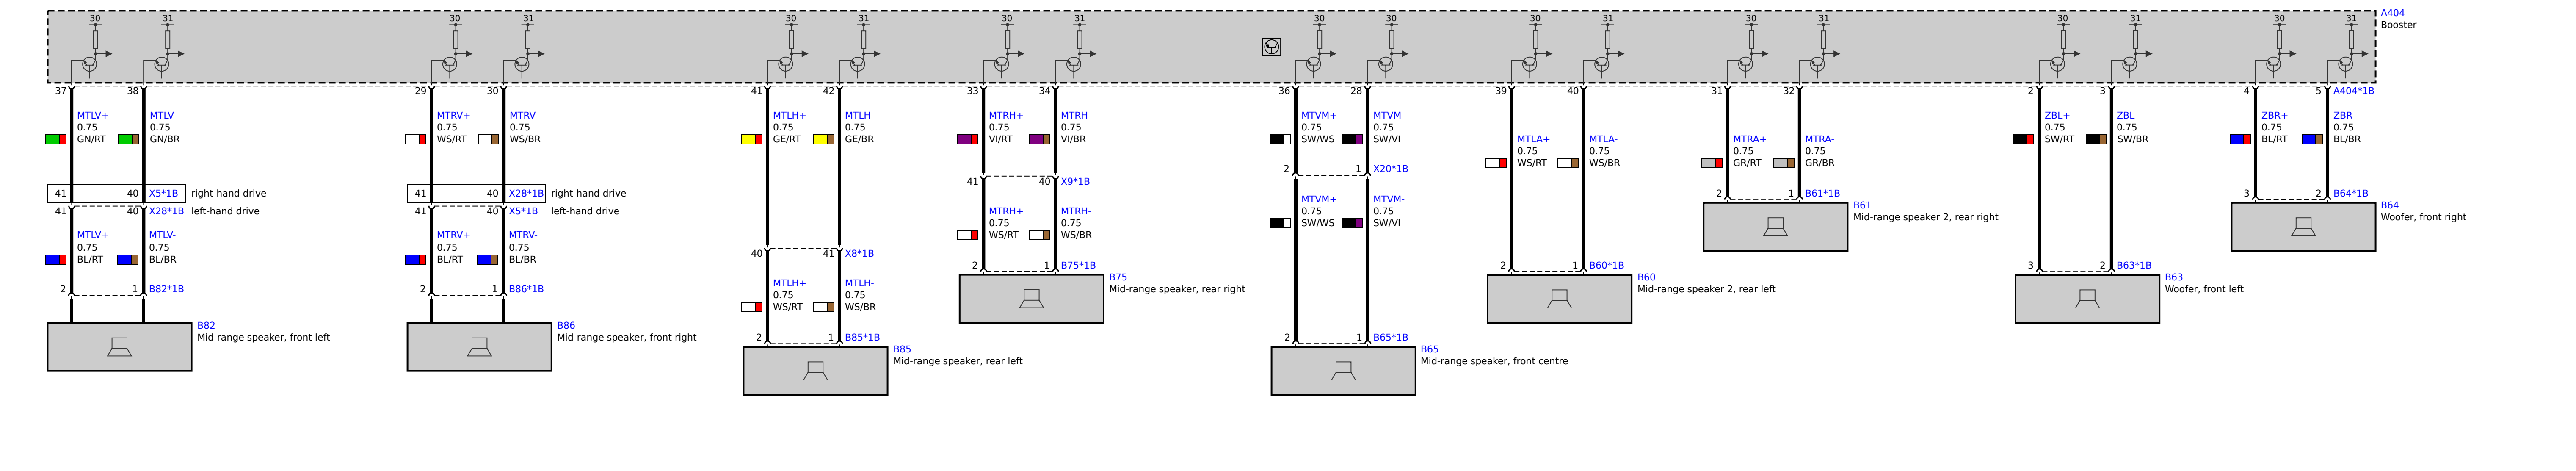 30 31 30 31 30 31 30 31 30 30 30 31 30 31 30 31 30 31
A404
Booster
37 38 29 30 41 42 33 34 36 28 39 40 31 32 2 3 4 5 A404*1B
MTLV+ MTLV- MTRV+ MTRV- MTLH+ MTLH- MTRH+ MTRH- MTVM+ MTVM- ZBL+ ZBL- ZBR+ ZBR-
0.75 0.75 0.75 0.75 0.75 0.75 0.75 0.75 0.75 0.75 0.75 0.75 0.75 0.75
GN/RT GN/BR WS/RT WS/BR GE/RT GE/BR VI/RT VI/BR SW/WS SW/VI SW/RT SW/BR BL/RT BL/BR
MTLA+ MTLA- MTRA+ MTRA-
0.75 0.75 0.75 0.75
WS/RT WS/BR GR/RT GR/BR
2 1 X20*1B
41 40 X9*1B
41 40 X5*1B right-hand drive 41 40 X28*1B right-hand drive
2 1 B61*1B
3 2 B64*1B
41 40 X28*1B left-hand drive 41 40 X5*1B left-hand drive
MTRH+ MTRH- MTVM+ MTVM-
0.75 0.75 0.75 0.75
WS/RT WS/BR SW/WS SW/VI
B61
Mid-range speaker 2, rear right
B64
Woofer, front right
MTLV+ MTLV- MTRV+ MTRV-
0.75 0.75 0.75 0.75
BL/RT BL/BR BL/RT BL/BR
40 41 X8*1B
2 1 B75*1B
2 1 B60*1B
3 2 B63*1B
B75
Mid-range speaker, rear right
B60
Mid-range speaker 2, rear left
B63
Woofer, front left
MTLH+ MTLH-
0.75 0.75
WS/RT WS/BR
2 1 B82*1B
2 1 B86*1B
B82
Mid-range speaker, front left
B86
Mid-range speaker, front right
2 1 B85*1B
2 1 B65*1B
B85
Mid-range speaker, rear left
B65
Mid-range speaker, front centre